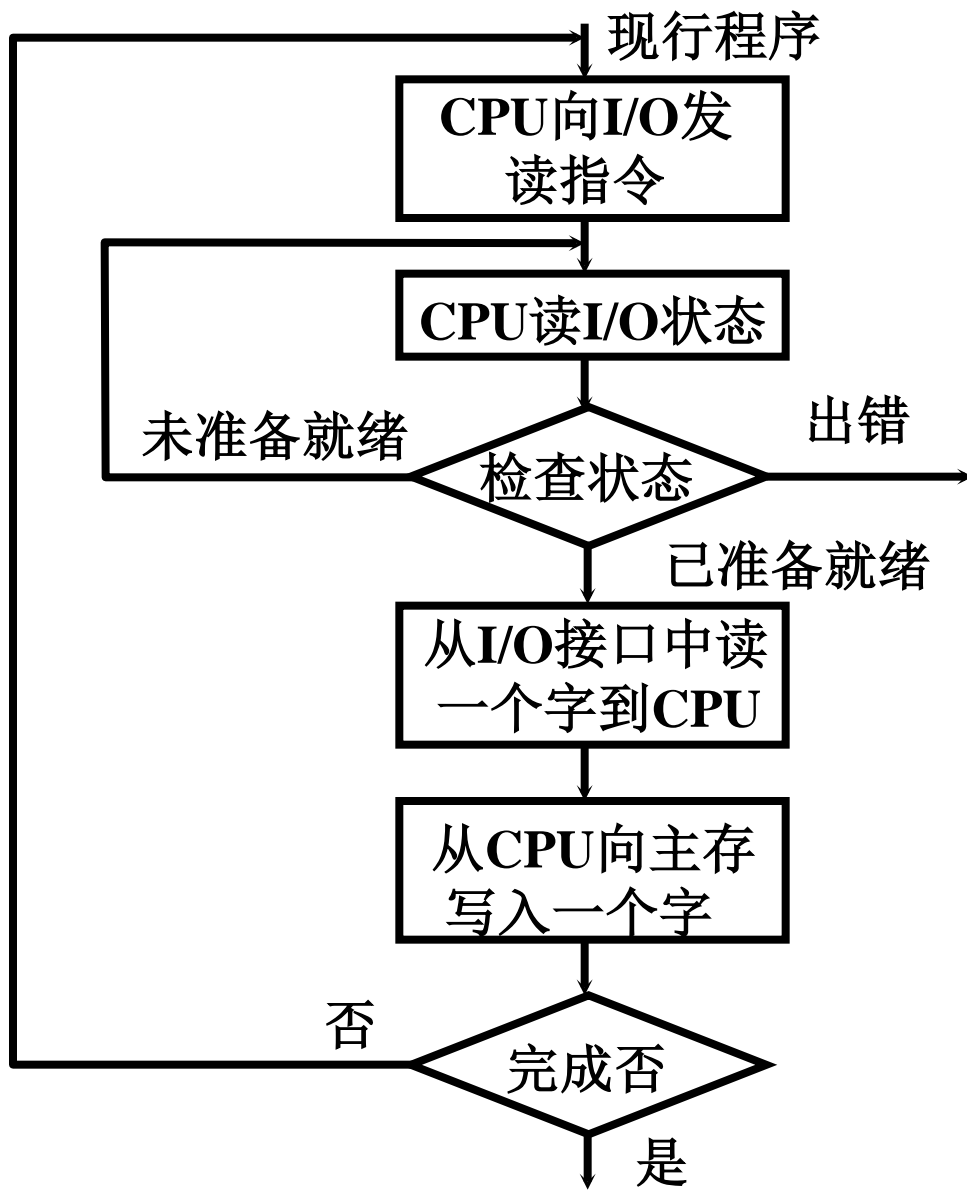 现行程序
CPU向I/O发
读指令
CPU读I/O状态
未准备就绪
出错
检查状态
已准备就绪
从I/O接口中读
一个字到CPU
从CPU向主存
写入一个字
否
完成否
是